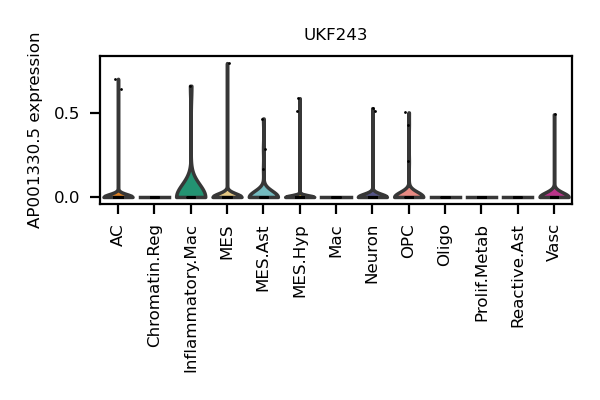 UKF243
AP001330.5 expression
0.5
0.0
AC
Chromatin.Reg
Inflammatory.Mac
MES
MES.Ast
MES.Hyp
Mac
Neuron
OPC
Oligo
Prolif.Metab
Reactive.Ast
Vasc